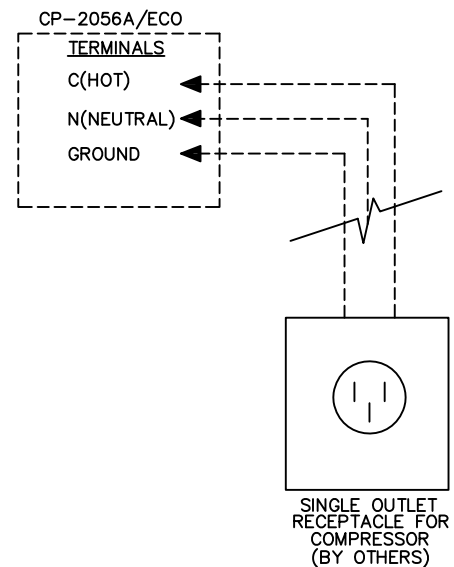 CP-2056A/ECO
TERMINALS
C(HOT)
N(NEUTRAL)
GROUND
SINGLE OUTLET
RECEPTACLE FOR
COMPRESSOR
(BY OTHERS)